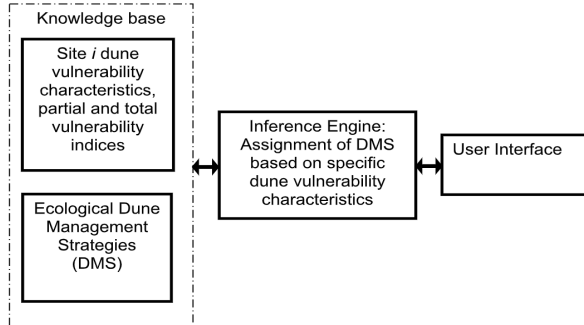 Knowledge base
Site i dune
vulnerability
characteristics,
partial and total
vulnerability
indices
Ecological Dune
Management
Strategies
(DMS)
Inference Engine:
Assignment of DMS
based on specific
dune vulnerability
characteristics
User Interface